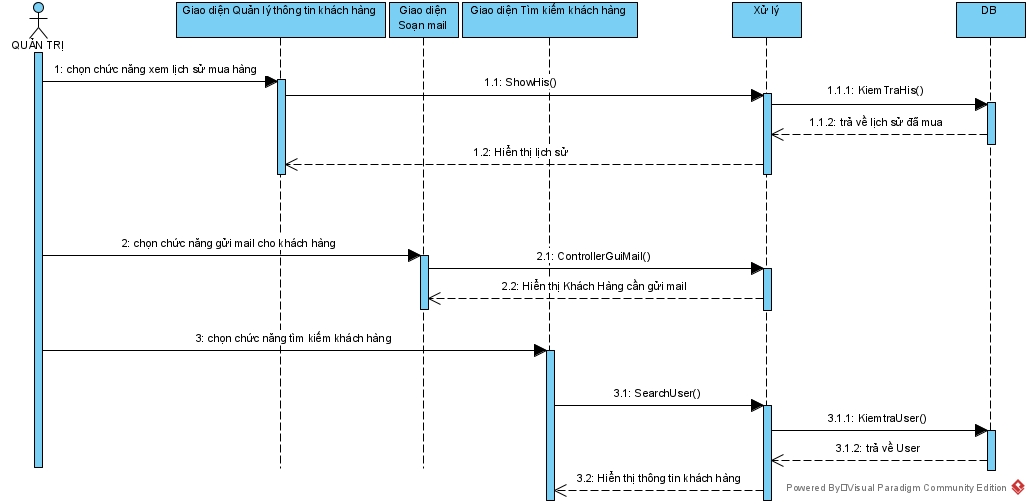 Giao diện Quản lý thông tin khách hàng
Giao diện
Soạn mail
Giao diện Tìm kiếm khách hàng
Xử lý
DB
QUẢN TRỊ
1: chọn chức năng xem lịch sử mua hàng
1.1: ShowHis()
1.1.1: KiemTraHis()
1.1.2: trả về lịch sử đã mua
1.2: Hiển thị lịch sử
2: chọn chức năng gửi mail cho khách hàng
2.1: ControllerGuiMail()
2.2: Hiển thị Khách Hàng cần gửi mail
3: chọn chức năng tìm kiếm khách hàng
3.1: SearchUser()
3.1.1: KiemtraUser()
3.1.2: trả về User
3.2: Hiển thị thông tin khách hàng
Powered By Visual Paradigm Community Edition